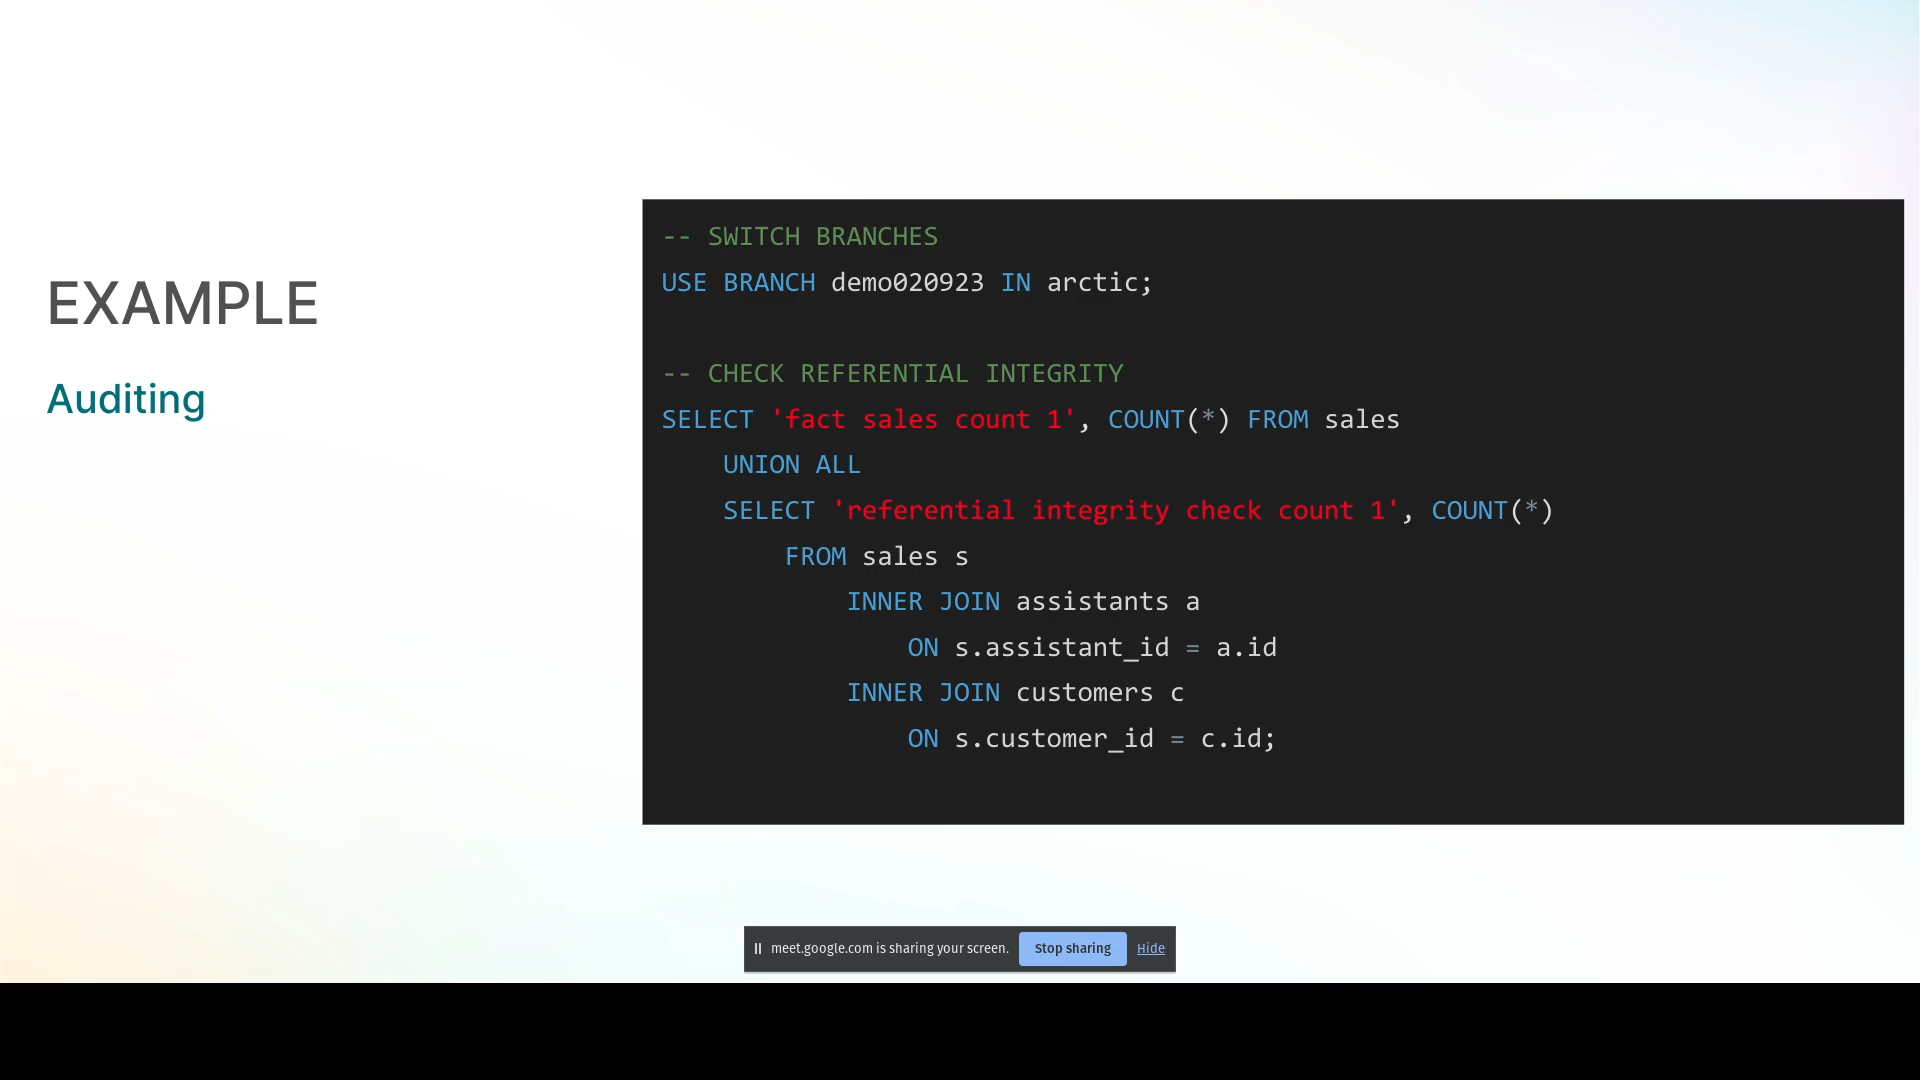 EXAMPLE
Auditing
-- SWITCH BRANCHES
USE BRANCH demo020923 IN arctic;
-- CHECK REFERENTIAL INTEGRITY
SELECT 'fact sales count 1', COUNT(*) FROM sales
UNION ALL
SELECT 'referential integrity check count 1', COUNT(*)
FROM sales s
INNER JOIN assistants a
ON s.assistant_id = a.id
INNER JOIN customers c
ON s.customer_id = c.id;
meet.google.com is sharing your screen. Stop sharing Hide